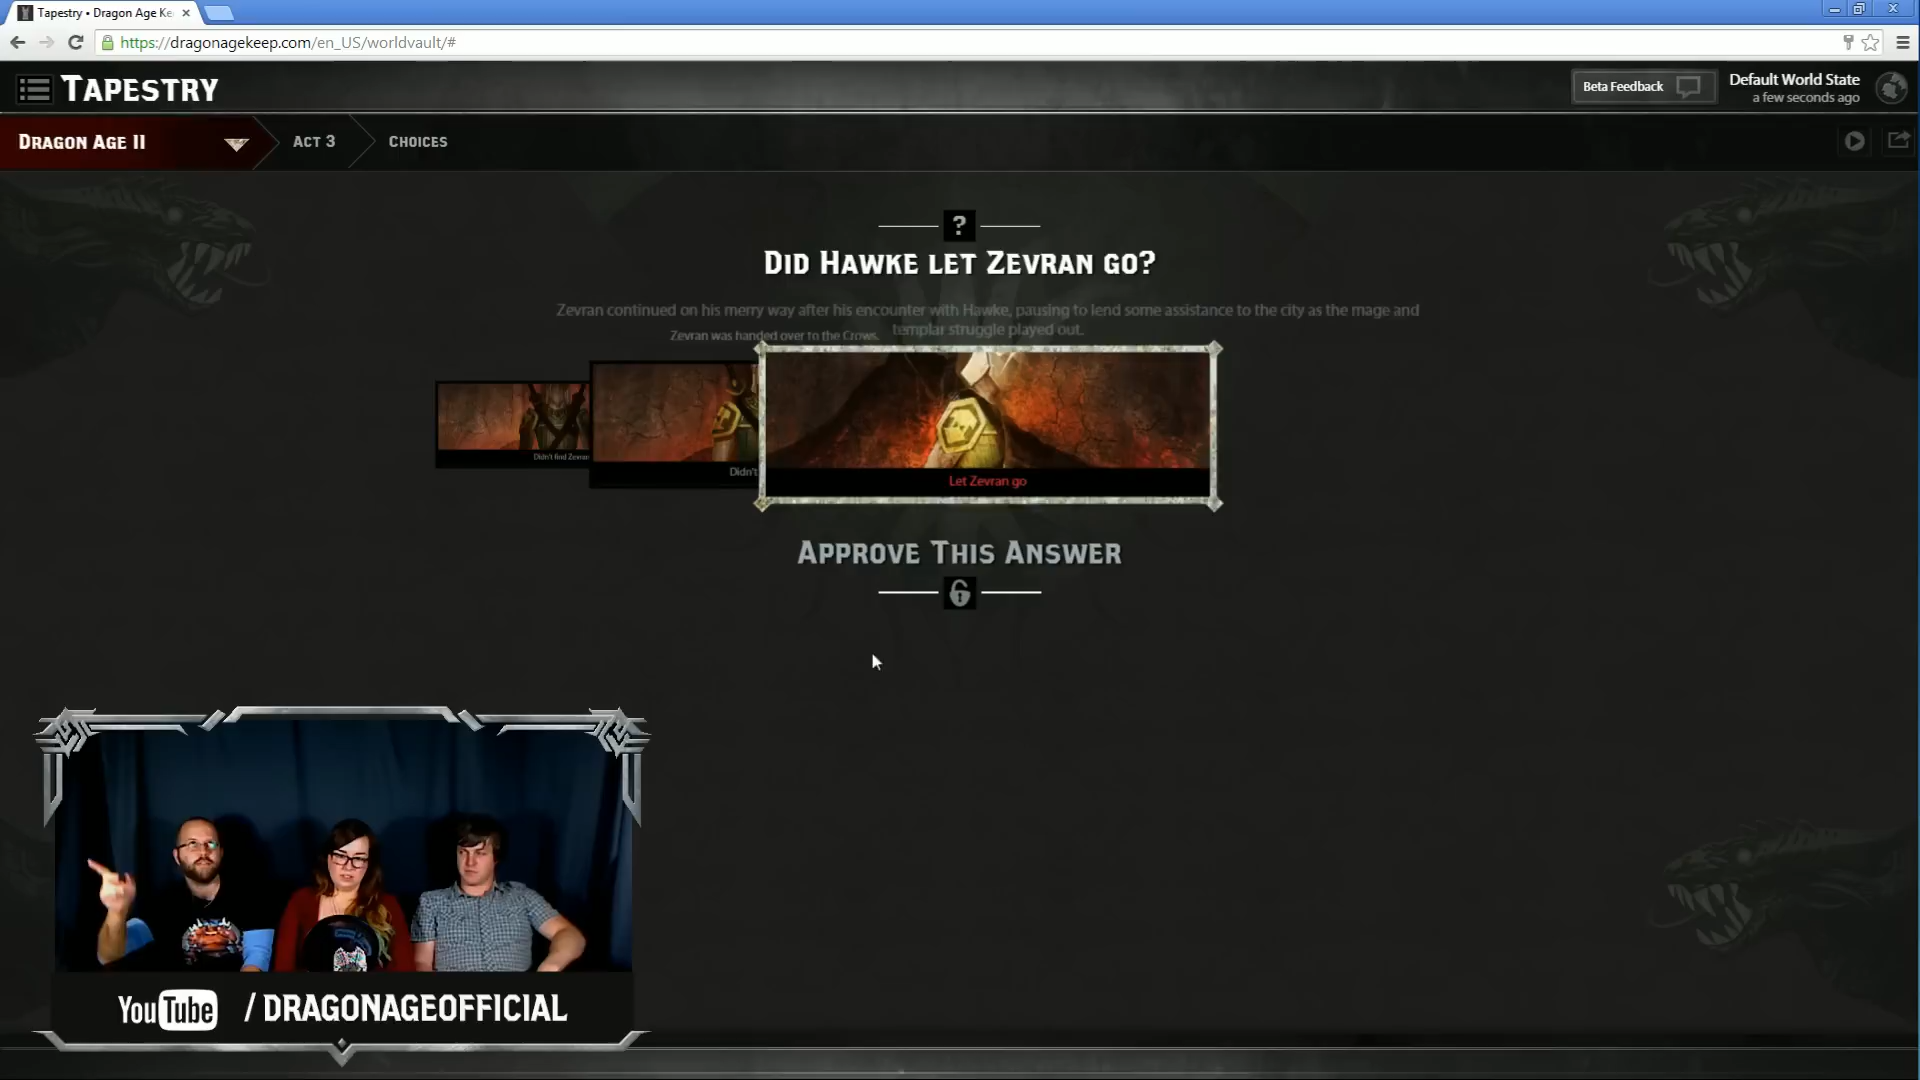 Tapestry • Dragon Age Ke
https://dragonagekeep.com/en_US/worldvault/#
TAPESTRY
Beta Feedback
Default World State
a few seconds ago
DRAGON AGE II
ACT 3
CHOICES
?
DID HAWKE LET ZEVRAN GO?
Zevran continued on his merry way after his encounter with Hawke, pausing to lend some assistance to the city as the mage and
templar struggle played out.
Zevran was handed over to the Crows.
Didn't find Zevran
Didn't
Let Zevran go
APPROVE THIS ANSWER
YouTube / DRAGONAGEOFFICIAL